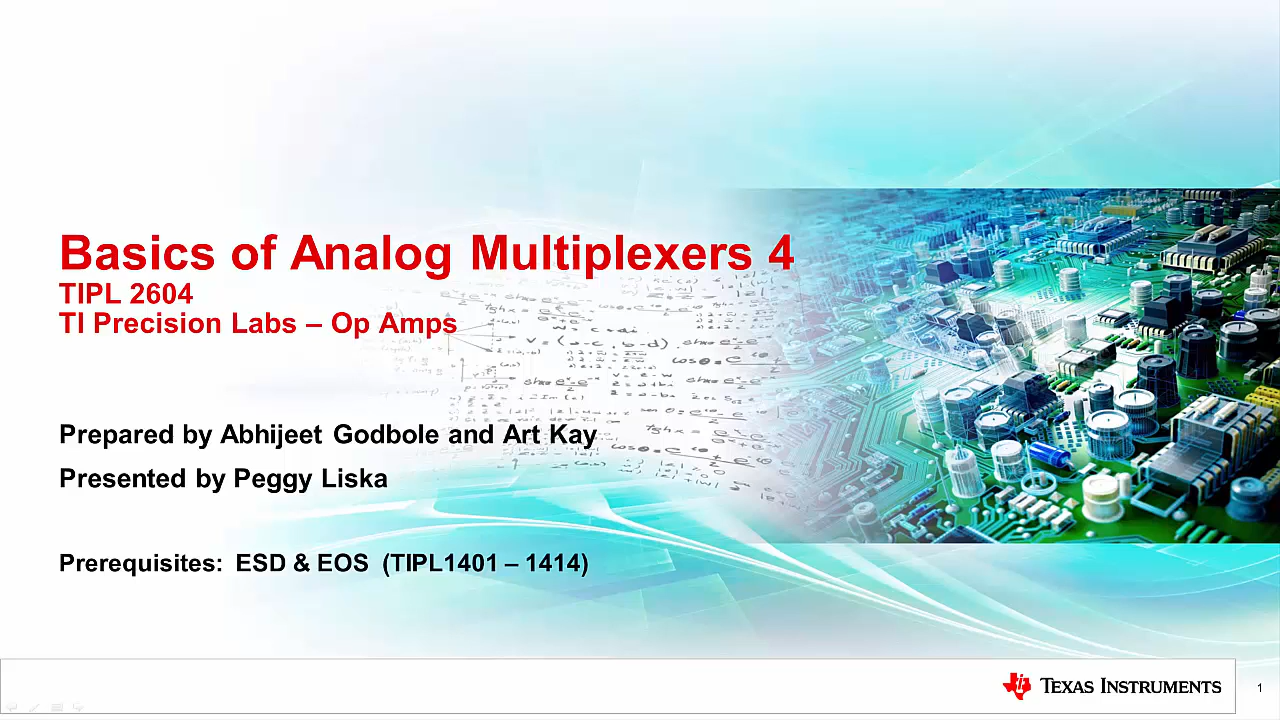 Basics of Analog Multiplexers 4
TIPL 2604
TI Precision Labs – Op Amps
Prepared by Abhijeet Godbole and Art Kay
Presented by Peggy Liska
Prerequisites: ESD & EOS (TIPL1401 – 1414)
TEXAS INSTRUMENTS
1